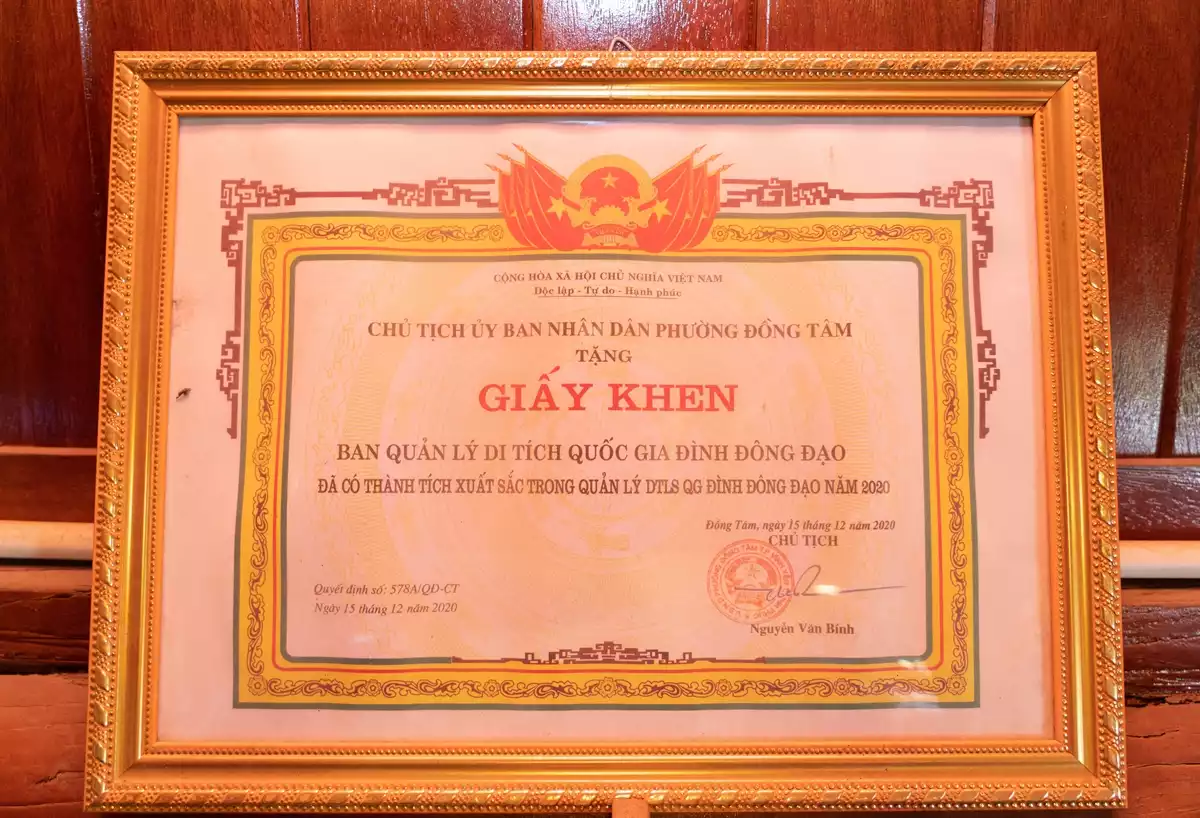 CỘNG HÒA XÃ HỘI CHỦ NGHĨA VIỆT NAM
Độc lập - Tự do - Hạnh phúc
CHỦ TỊCH ỦY BAN NHÂN DÂN PHƯỜNG ĐỒNG TÂM
TẶNG
GIẤY KHEN
BAN QUẢN LÝ DI TÍCH QUỐC GIA ĐÌNH ĐÔNG ĐẠO
ĐÃ CÓ THÀNH TÍCH XUẤT SẮC TRONG QUẢN LÝ DTLS QG ĐÌNH ĐÔNG ĐẠO NĂM 2020
Đồng Tâm, ngày 15 tháng 12 năm 2020
CHỦ TỊCH
Quyết định số: 578A/QĐ-CT
Ngày 15 tháng 12 năm 2020
Nguyễn Văn Bính